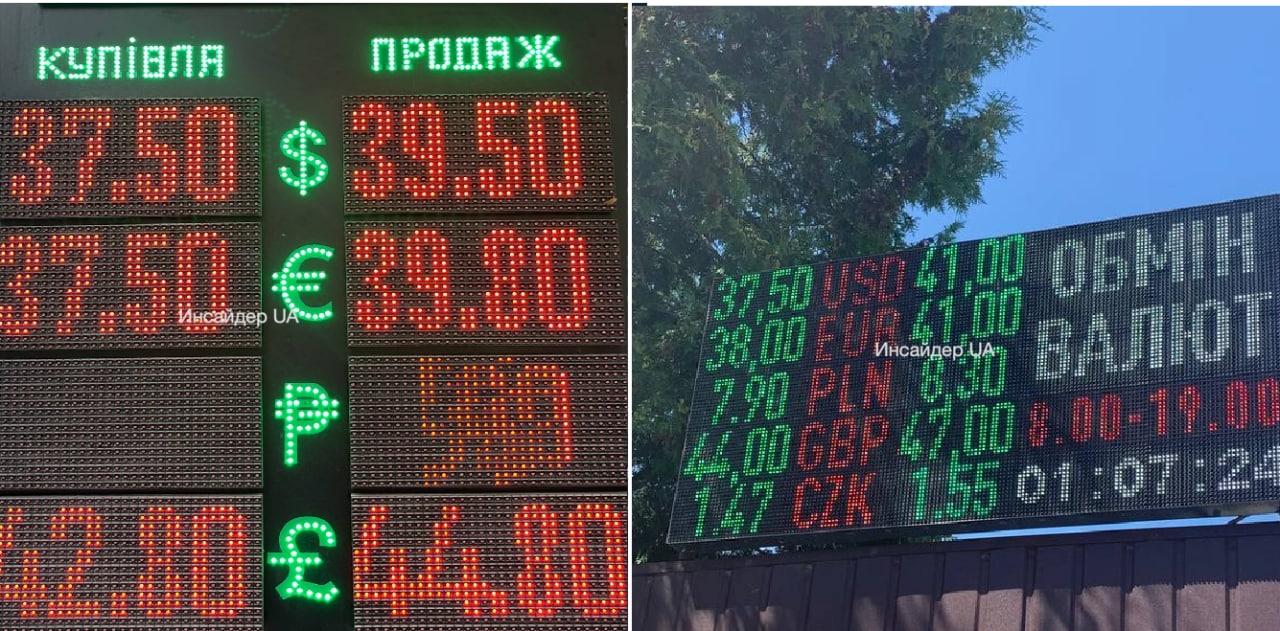 купівля ПРОДАЖ
37.50 $ 39.50
37.50 € 39.80
Инсайдер UA
₽
42.80 £ 44.80
37,50 USD 41,00
38,00 EUR 41,00
7.90 PLN 8.30
44,00 GBP 47,00
1.47 CZK 1.55
ОБМІН
ВАЛЮТ
8.00-19.00
01:07:24
Инсайдер UA